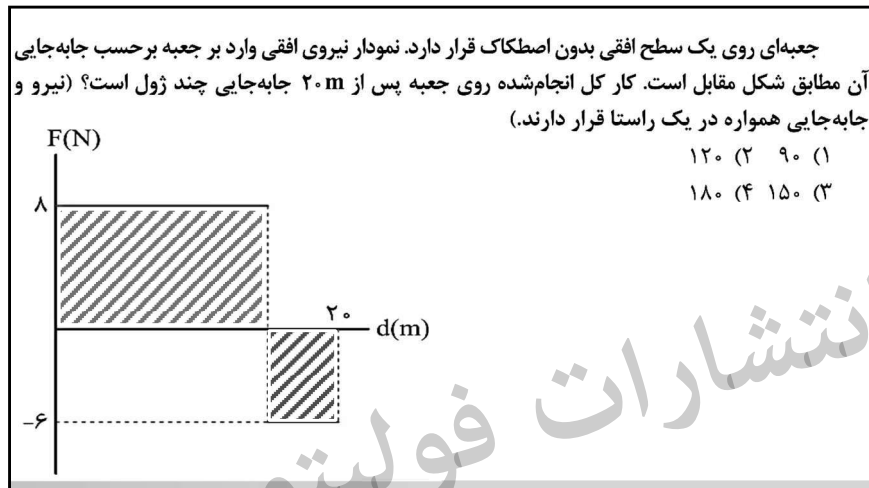 جعبه‌ای روی یک سطح افقی بدون اصطکاک قرار دارد. نمودار نیروی افقی وارد بر جعبه برحسب جابه‌جایی
آن مطابق شکل مقابل است. کار کل انجام‌شده روی جعبه پس از ۲۰m جابه‌جایی چند ژول است؟ (نیرو و
جابه‌جایی همواره در یک راستا قرار دارند.)
۱) ۹۰ ۲) ۱۲۰
۳) ۱۵۰ ۴) ۱۸۰
F(N)
۸
۲۰
d(m)
-۶
انتشارات فولیتو